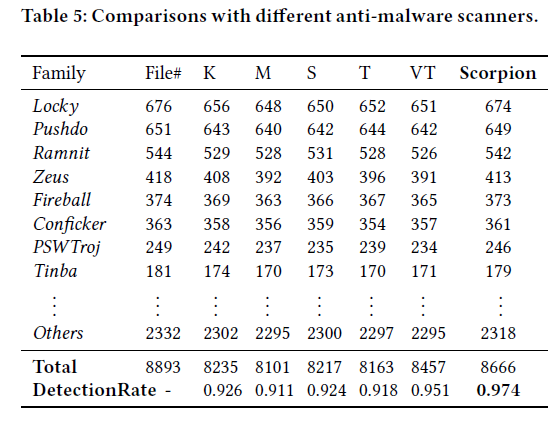 Table 5: Comparisons with different anti-malware scanners.
Family File# K M S T VT Scorpion
Locky 676 656 648 650 652 651 674
Pushdo 651 643 640 642 644 642 649
Ramnit 544 529 528 531 528 526 542
Zeus 418 408 392 403 396 391 413
Fireball 374 369 363 366 367 365 373
Conficker 363 358 356 359 354 357 361
PSWTroj 249 242 237 235 239 234 246
Tinba 181 174 170 173 170 171 179
⋮ ⋮ ⋮ ⋮ ⋮ ⋮ ⋮ ⋮
Others 2332 2302 2295 2300 2297 2295 2318
Total 8893 8235 8101 8217 8163 8457 8666
DetectionRate - 0.926 0.911 0.924 0.918 0.951 0.974